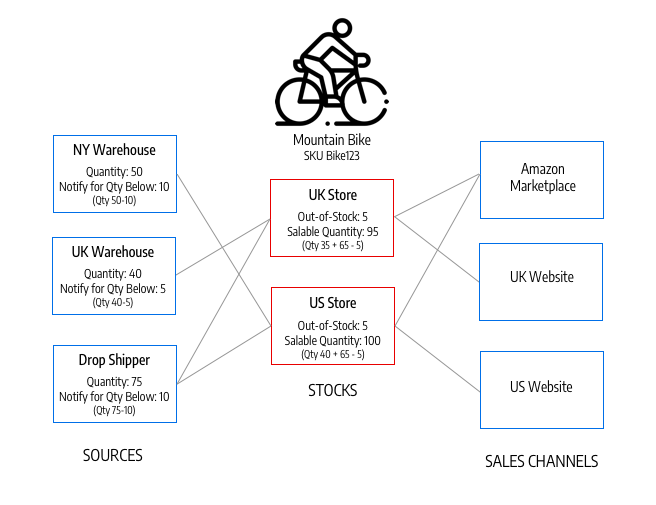 Mountain Bike
SKU Bike123
NY Warehouse
Quantity: 50
Notify for Qty Below: 10
(Qty 50-10)
UK Warehouse
Quantity: 40
Notify for Qty Below: 5
(Qty 40-5)
Drop Shipper
Quantity: 75
Notify for Qty Below: 10
(Qty 75-10)
SOURCES
UK Store
Out-of-Stock: 5
Salable Quantity: 95
(Qty 35 + 65 - 5)
US Store
Out-of-Stock: 5
Salable Quantity: 100
(Qty 40 + 65 - 5)
STOCKS
Amazon
Marketplace
UK Website
US Website
SALES CHANNELS